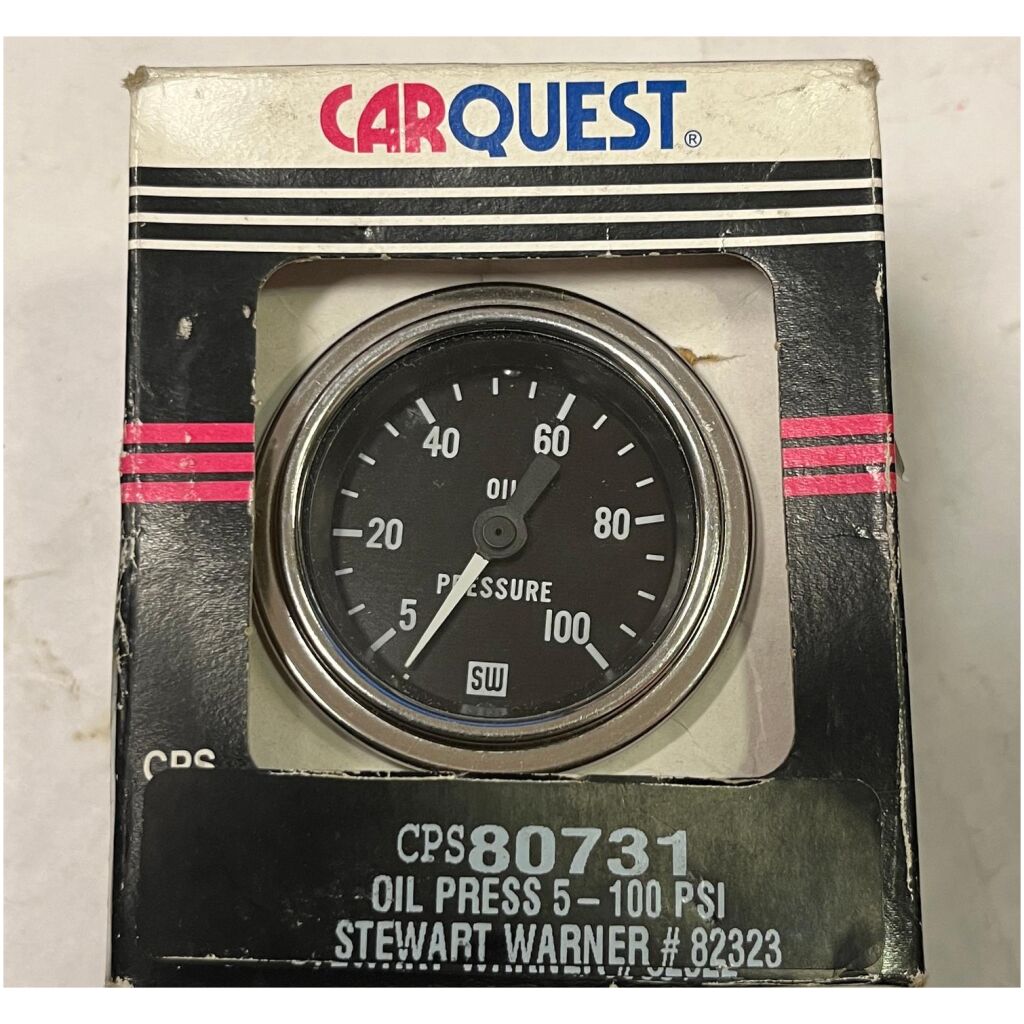 CARQUEST®
40 60
OIL
20 80
PRESSURE
5 100
SW
CPS
CPS80731
OIL PRESS 5-100 PSI
STEWART WARNER # 82323